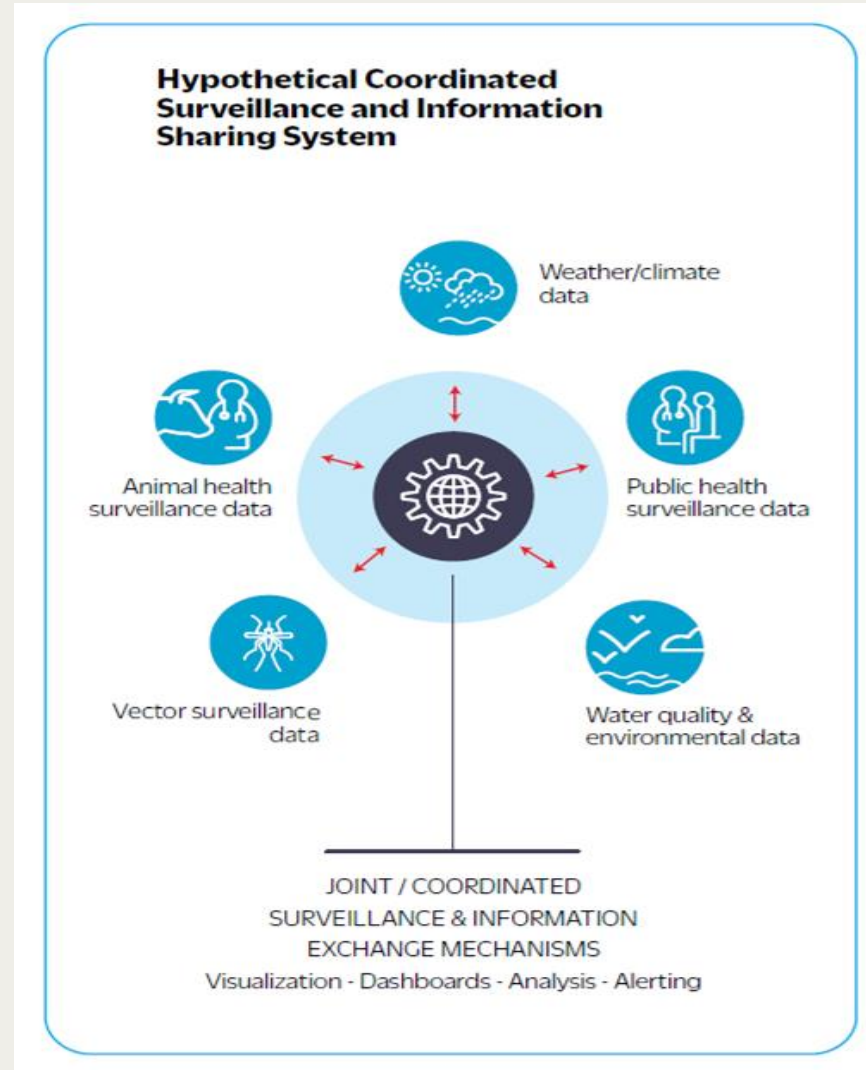 Hypothetical Coordinated
Surveillance and Information
Sharing System
Weather/climate
data
Animal health
surveillance data
Public health
surveillance data
Vector surveillance
data
Water quality &
environmental data
JOINT / COORDINATED
SURVEILLANCE & INFORMATION
EXCHANGE MECHANISMS
Visualization - Dashboards - Analysis - Alerting